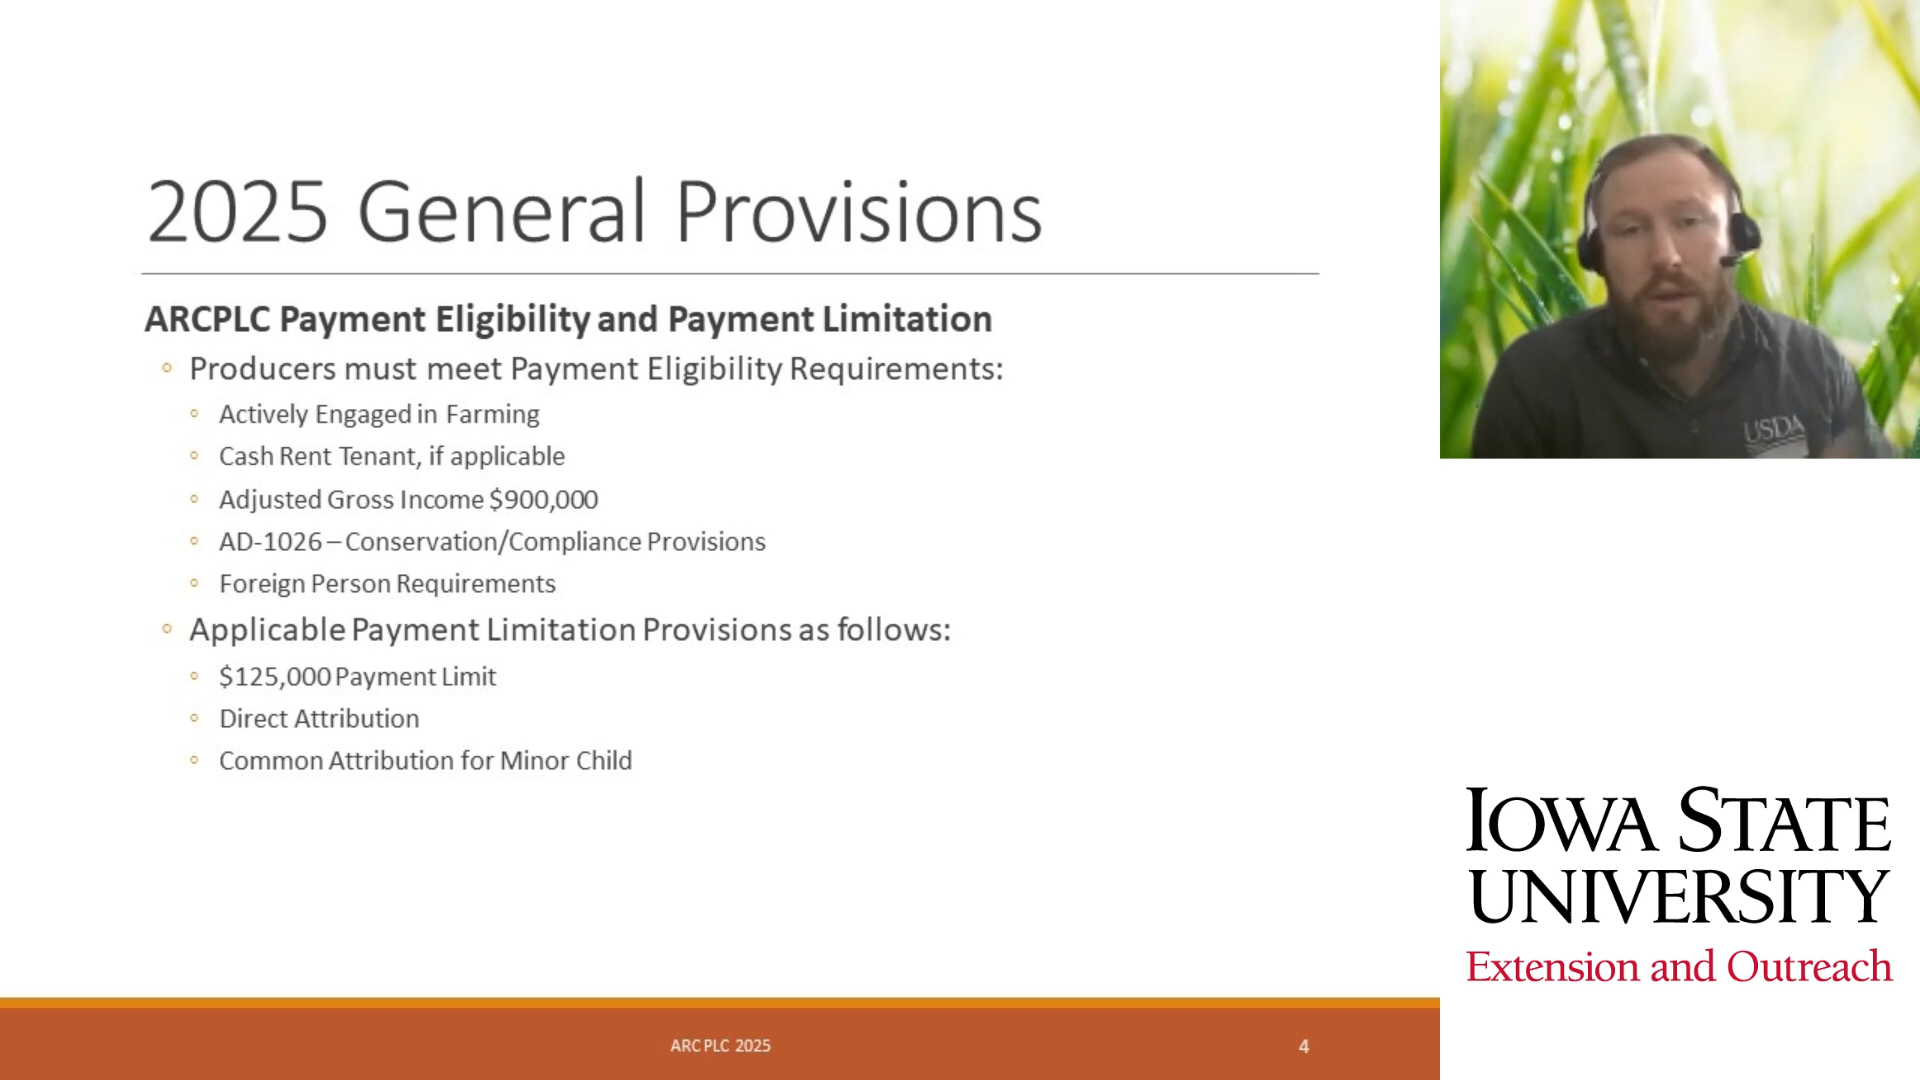 2025 General Provisions
ARCPLC Payment Eligibility and Payment Limitation
Producers must meet Payment Eligibility Requirements:
Actively Engaged in Farming
Cash Rent Tenant, if applicable
Adjusted Gross Income $900,000
AD-1026 – Conservation/Compliance Provisions
Foreign Person Requirements
Applicable Payment Limitation Provisions as follows:
$125,000 Payment Limit
Direct Attribution
Common Attribution for Minor Child
ARCPLC 2025
4
USDA
IOWA STATE
UNIVERSITY
Extension and Outreach